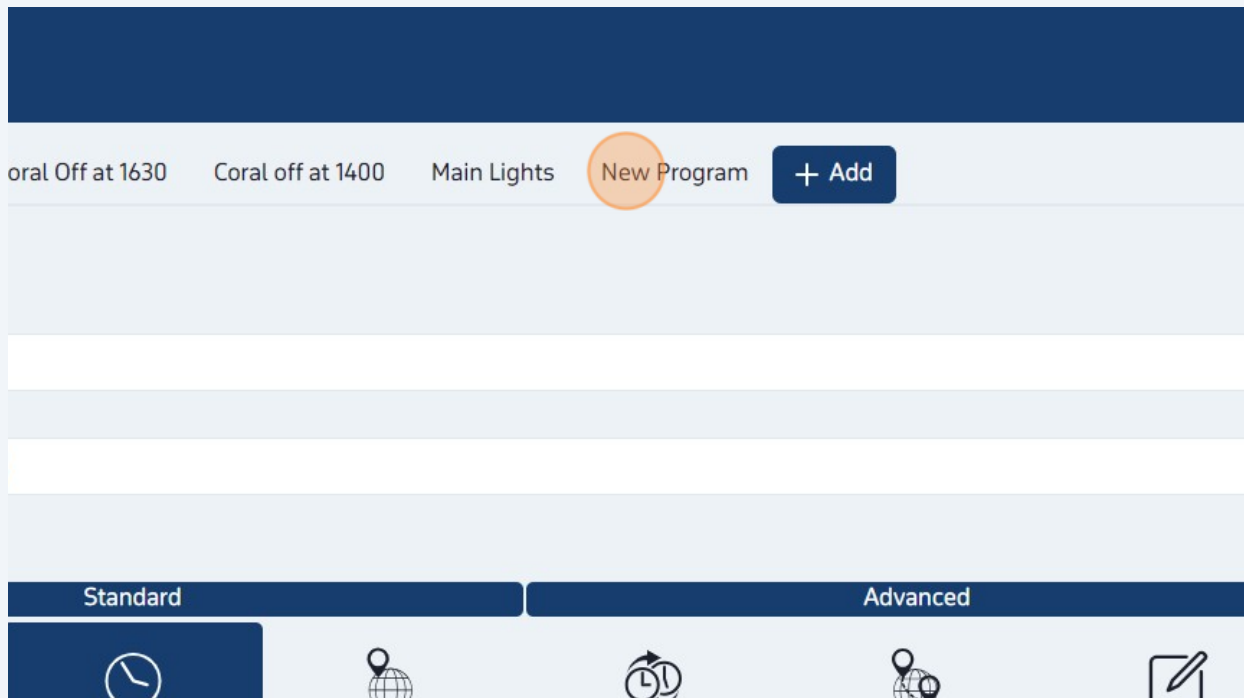 oral Off at 1630 Coral off at 1400 Main Lights New Program + Add
Standard Advanced